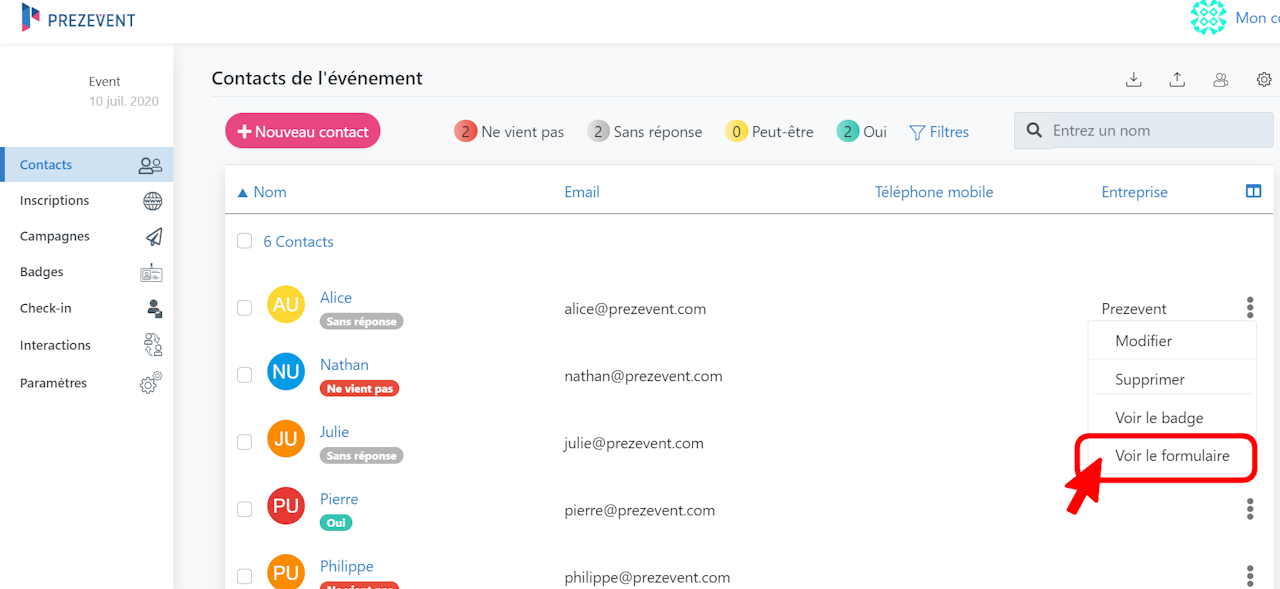 PREZEVENT
Mon co
Event
10 juil. 2020
Contacts
Inscriptions
Campagnes
Badges
Check-in
Interactions
Paramètres
Contacts de l'événement
Nouveau contact
2 Ne vient pas
2 Sans réponse
0 Peut-être
2 Oui
Filtres
Entrez un nom
Nom Email Téléphone mobile Entreprise
6 Contacts
AU Alice alice@prezevent.com Prezevent
Sans réponse
Modifier
Supprimer
Voir le badge
Voir le formulaire
NU Nathan nathan@prezevent.com
Ne vient pas
JU Julie julie@prezevent.com
Sans réponse
PU Pierre pierre@prezevent.com
Oui
PU Philippe philippe@prezevent.com
Ne vient pas